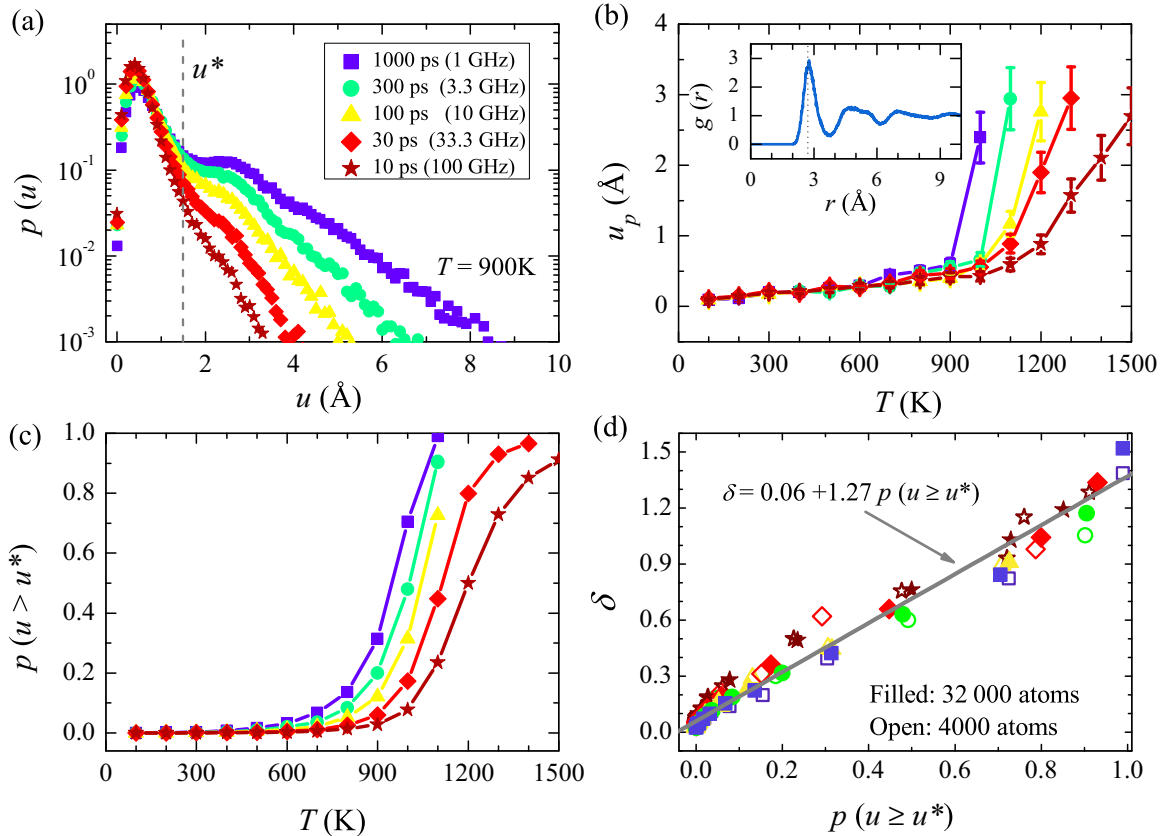 (a)
u*
1000 ps (1 GHz)
300 ps (3.3 GHz)
100 ps (10 GHz)
30 ps (33.3 GHz)
10 ps (100 GHz)
T = 900K
10⁰
10⁻¹
10⁻²
10⁻³
p (u)
0 2 4 6 8 10
u (Å)
(b)
4
3
2
1
0
u_p (Å)
3
2
1
0
g (r)
0 3 6 9
r (Å)
0 300 600 900 1200 1500
T (K)
(c)
1.0
0.8
0.6
0.4
0.2
0.0
p (u > u*)
0 300 600 900 1200 1500
T (K)
(d)
1.5
1.2
0.9
0.6
0.3
0.0
δ
δ = 0.06 +1.27 p (u ≥ u*)
Filled: 32 000 atoms
Open: 4000 atoms
0.0 0.2 0.4 0.6 0.8 1.0
p (u ≥ u*)